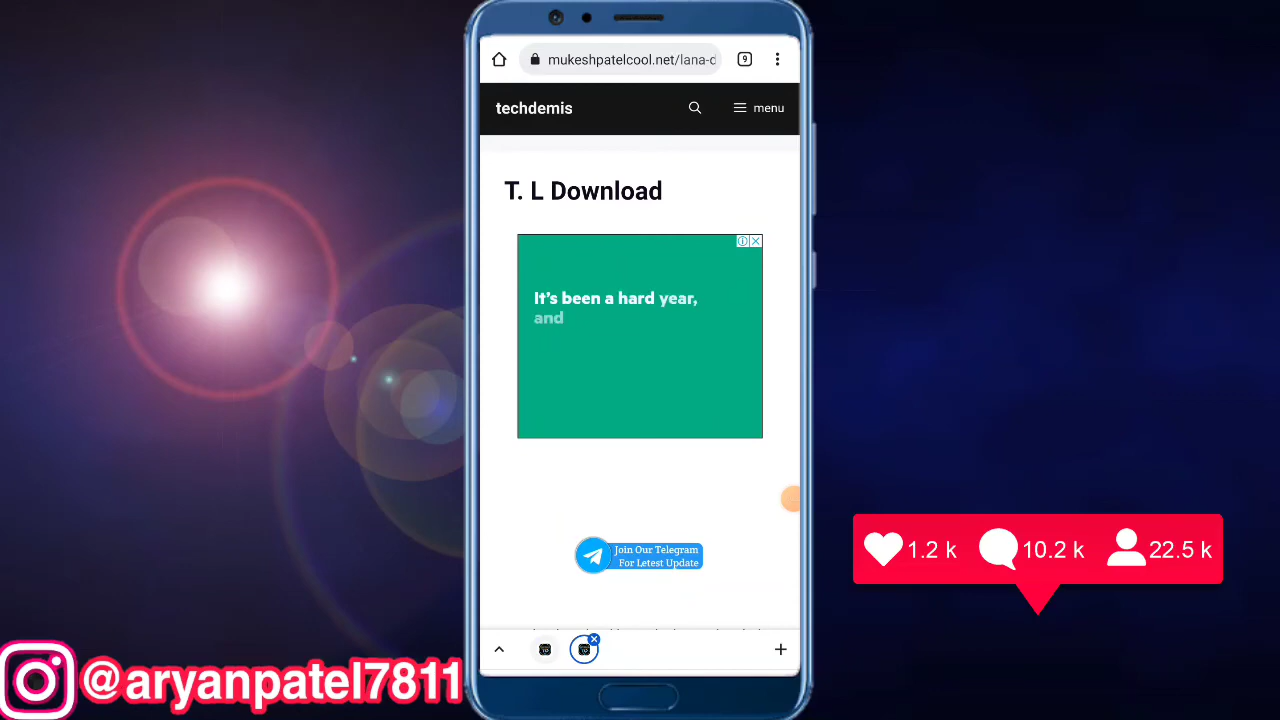 mukeshpatelcool.net/lana-d
9
techdemis
menu
T. L Download
It's been a hard year,
and
Join Our Telegram
For Letest Update
1.2 k
10.2 k
22.5 k
@aryanpatel7811